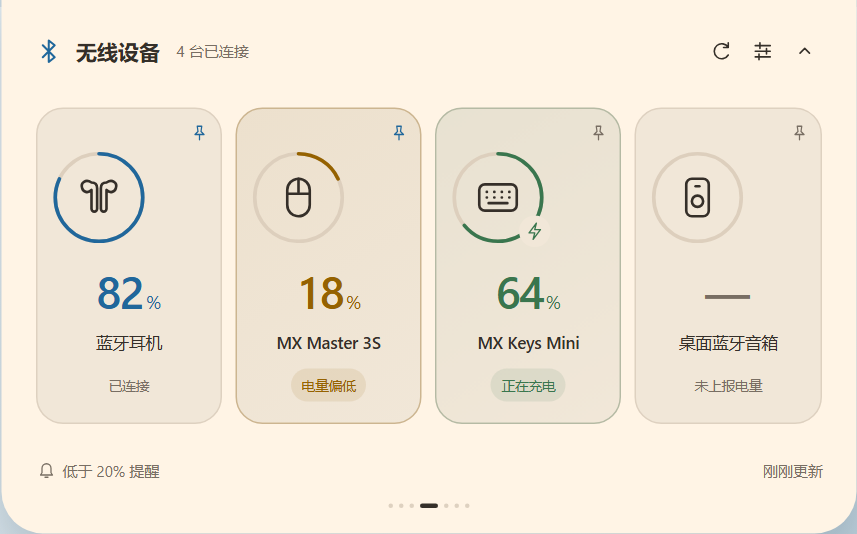 无线设备 4 台已连接
82%
蓝牙耳机
已连接
18%
MX Master 3S
电量偏低
64%
MX Keys Mini
正在充电
—
桌面蓝牙音箱
未上报电量
低于 20% 提醒
刚刚更新